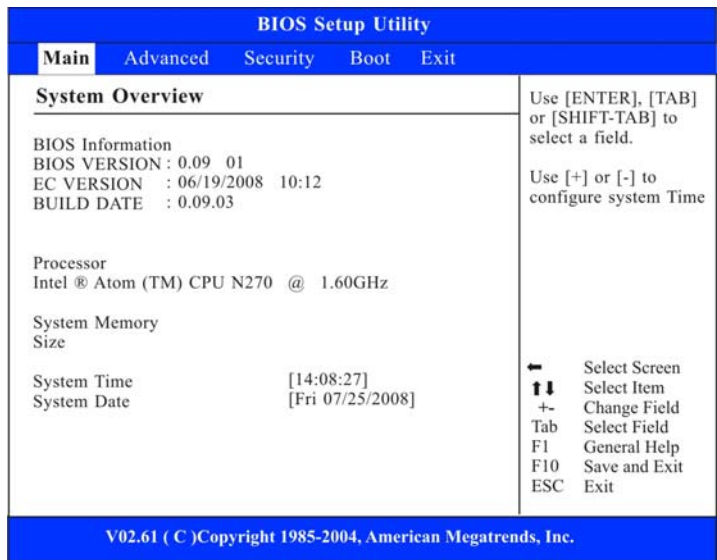 BIOS Setup Utility
Main Advanced Security Boot Exit
System Overview
BIOS Information
BIOS VERSION : 0.09 01
EC VERSION : 06/19/2008 10:12
BUILD DATE : 0.09.03
Processor
Intel ® Atom (TM) CPU N270 @ 1.60GHz
System Memory
Size
System Time [14:08:27]
System Date [Fri 07/25/2008]
Use [ENTER], [TAB]
or [SHIFT-TAB] to
select a field.
Use [+] or [-] to
configure system Time
⬅ Select Screen
⬆⬇ Select Item
+- Change Field
Tab Select Field
F1 General Help
F10 Save and Exit
ESC Exit
V02.61 ( C )Copyright 1985-2004, American Megatrends, Inc.